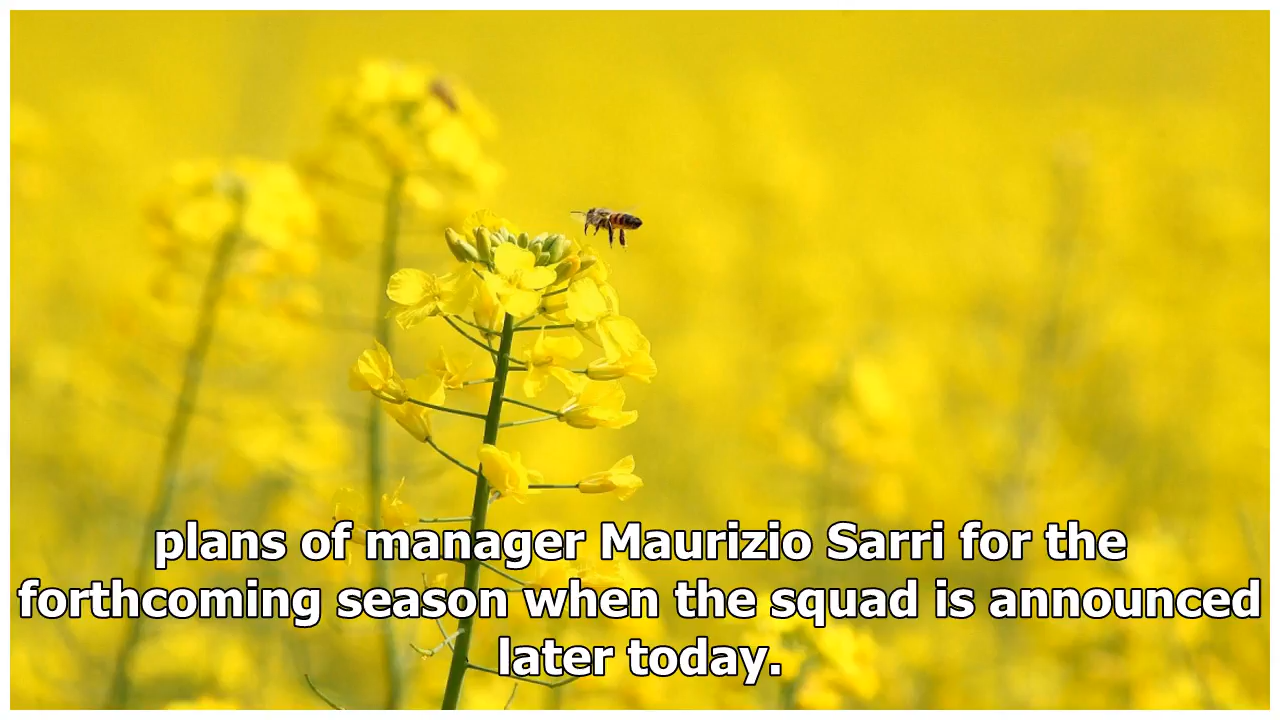 plans of manager Maurizio Sarri for the
forthcoming season when the squad is announced
later today.